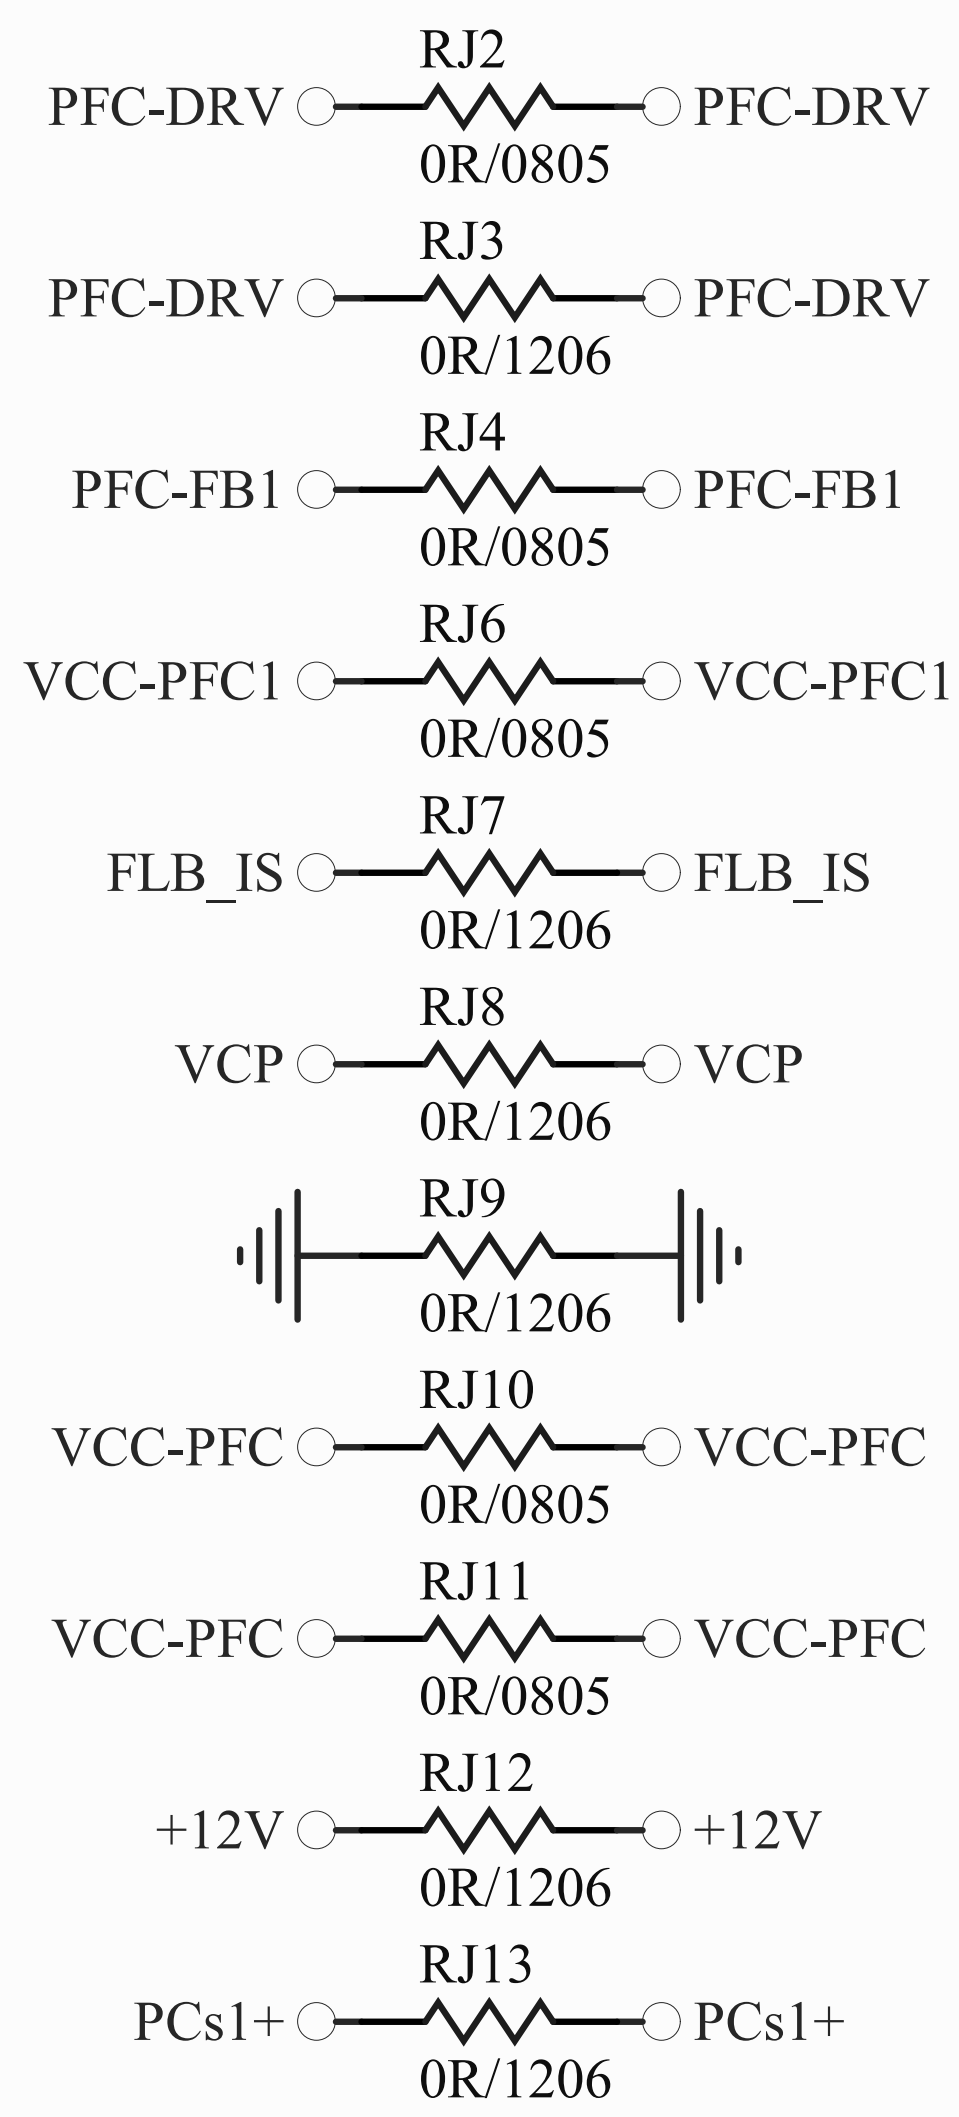 RJ2
PFC-DRV PFC-DRV
0R/0805
RJ3
PFC-DRV PFC-DRV
0R/1206
RJ4
PFC-FB1 PFC-FB1
0R/0805
RJ6
VCC-PFC1 VCC-PFC1
0R/0805
RJ7
FLB_IS FLB_IS
0R/1206
RJ8
VCP VCP
0R/1206
RJ9
0R/1206
RJ10
VCC-PFC VCC-PFC
0R/0805
RJ11
VCC-PFC VCC-PFC
0R/0805
RJ12
+12V +12V
0R/1206
RJ13
PCs1+ PCs1+
0R/1206